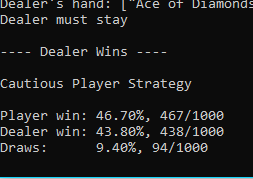 Dealer's hand: ["Ace of Diamonds
Dealer must stay
---- Dealer Wins ----
Cautious Player Strategy
Player win: 46.70%, 467/1000
Dealer win: 43.80%, 438/1000
Draws: 9.40%, 94/1000